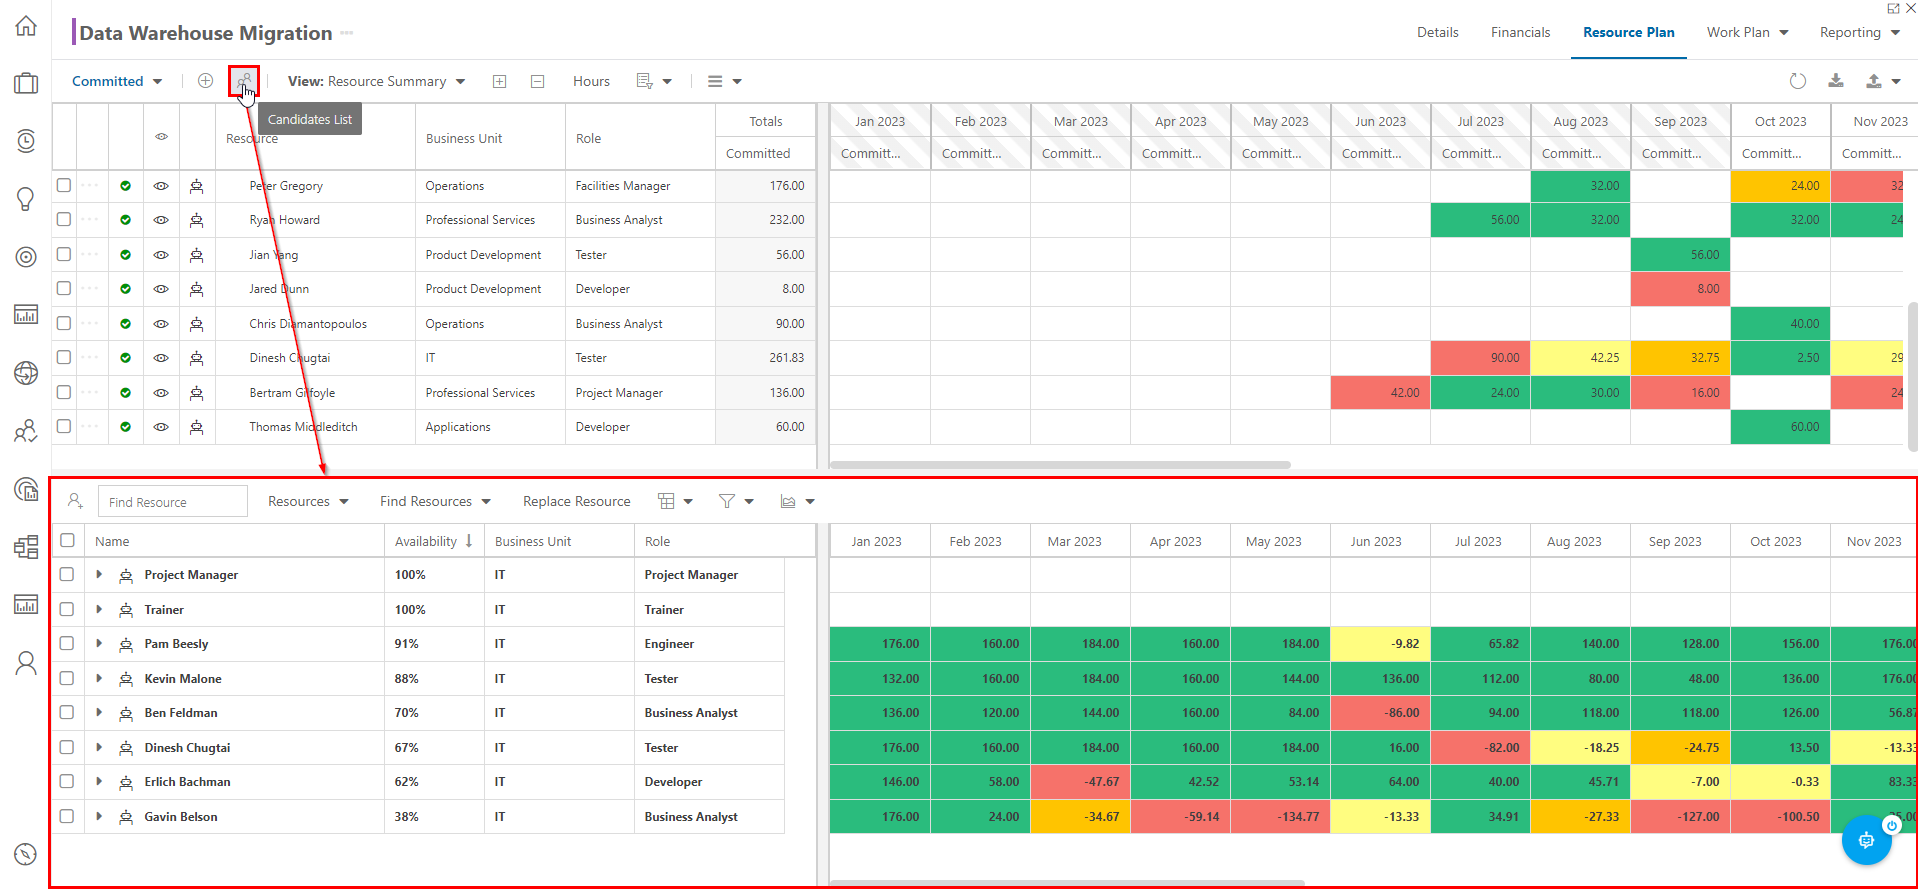 Data Warehouse Migration
Details Financials Resource Plan Work Plan Reporting
Committed View: Resource Summary Hours
Candidates List
Resource Business Unit Role Totals Jan 2023 Feb 2023 Mar 2023 Apr 2023 May 2023 Jun 2023 Jul 2023 Aug 2023 Sep 2023 Oct 2023 Nov 2023
Committed Committ... Committ... Committ... Committ... Committ... Committ... Committ... Committ... Committ... Committ... Committ...
Peter Gregory Operations Facilities Manager 176.00 32.00 24.00 32
Ryan Howard Professional Services Business Analyst 232.00 56.00 32.00 32.00 24
Jian Yang Product Development Tester 56.00 56.00
Jared Dunn Product Development Developer 8.00 8.00
Chris Diamantopoulos Operations Business Analyst 90.00 40.00
Dinesh Chugtai IT Tester 261.83 90.00 42.25 32.75 2.50 29
Bertram Gilfoyle Professional Services Project Manager 136.00 42.00 24.00 30.00 16.00 24
Thomas Middleditch Applications Developer 60.00 60.00
Find Resource Resources Find Resources Replace Resource
Name Availability Business Unit Role Jan 2023 Feb 2023 Mar 2023 Apr 2023 May 2023 Jun 2023 Jul 2023 Aug 2023 Sep 2023 Oct 2023 Nov 2023
Project Manager 100% IT Project Manager
Trainer 100% IT Trainer
Pam Beesly 91% IT Engineer 176.00 160.00 184.00 160.00 184.00 -9.82 65.82 140.00 128.00 156.00 176.00
Kevin Malone 88% IT Tester 132.00 160.00 184.00 160.00 144.00 136.00 112.00 80.00 48.00 136.00 176.00
Ben Feldman 70% IT Business Analyst 136.00 120.00 144.00 160.00 84.00 -86.00 94.00 118.00 118.00 126.00 56.87
Dinesh Chugtai 67% IT Tester 176.00 160.00 184.00 160.00 184.00 16.00 -82.00 -18.25 -24.75 13.50 -13.33
Erlich Bachman 62% IT Developer 146.00 58.00 -47.67 42.52 53.14 64.00 40.00 45.71 -7.00 -0.33 83.33
Gavin Belson 38% IT Business Analyst 176.00 24.00 -34.67 -59.14 -134.77 -13.33 34.91 -27.33 -127.00 -100.50